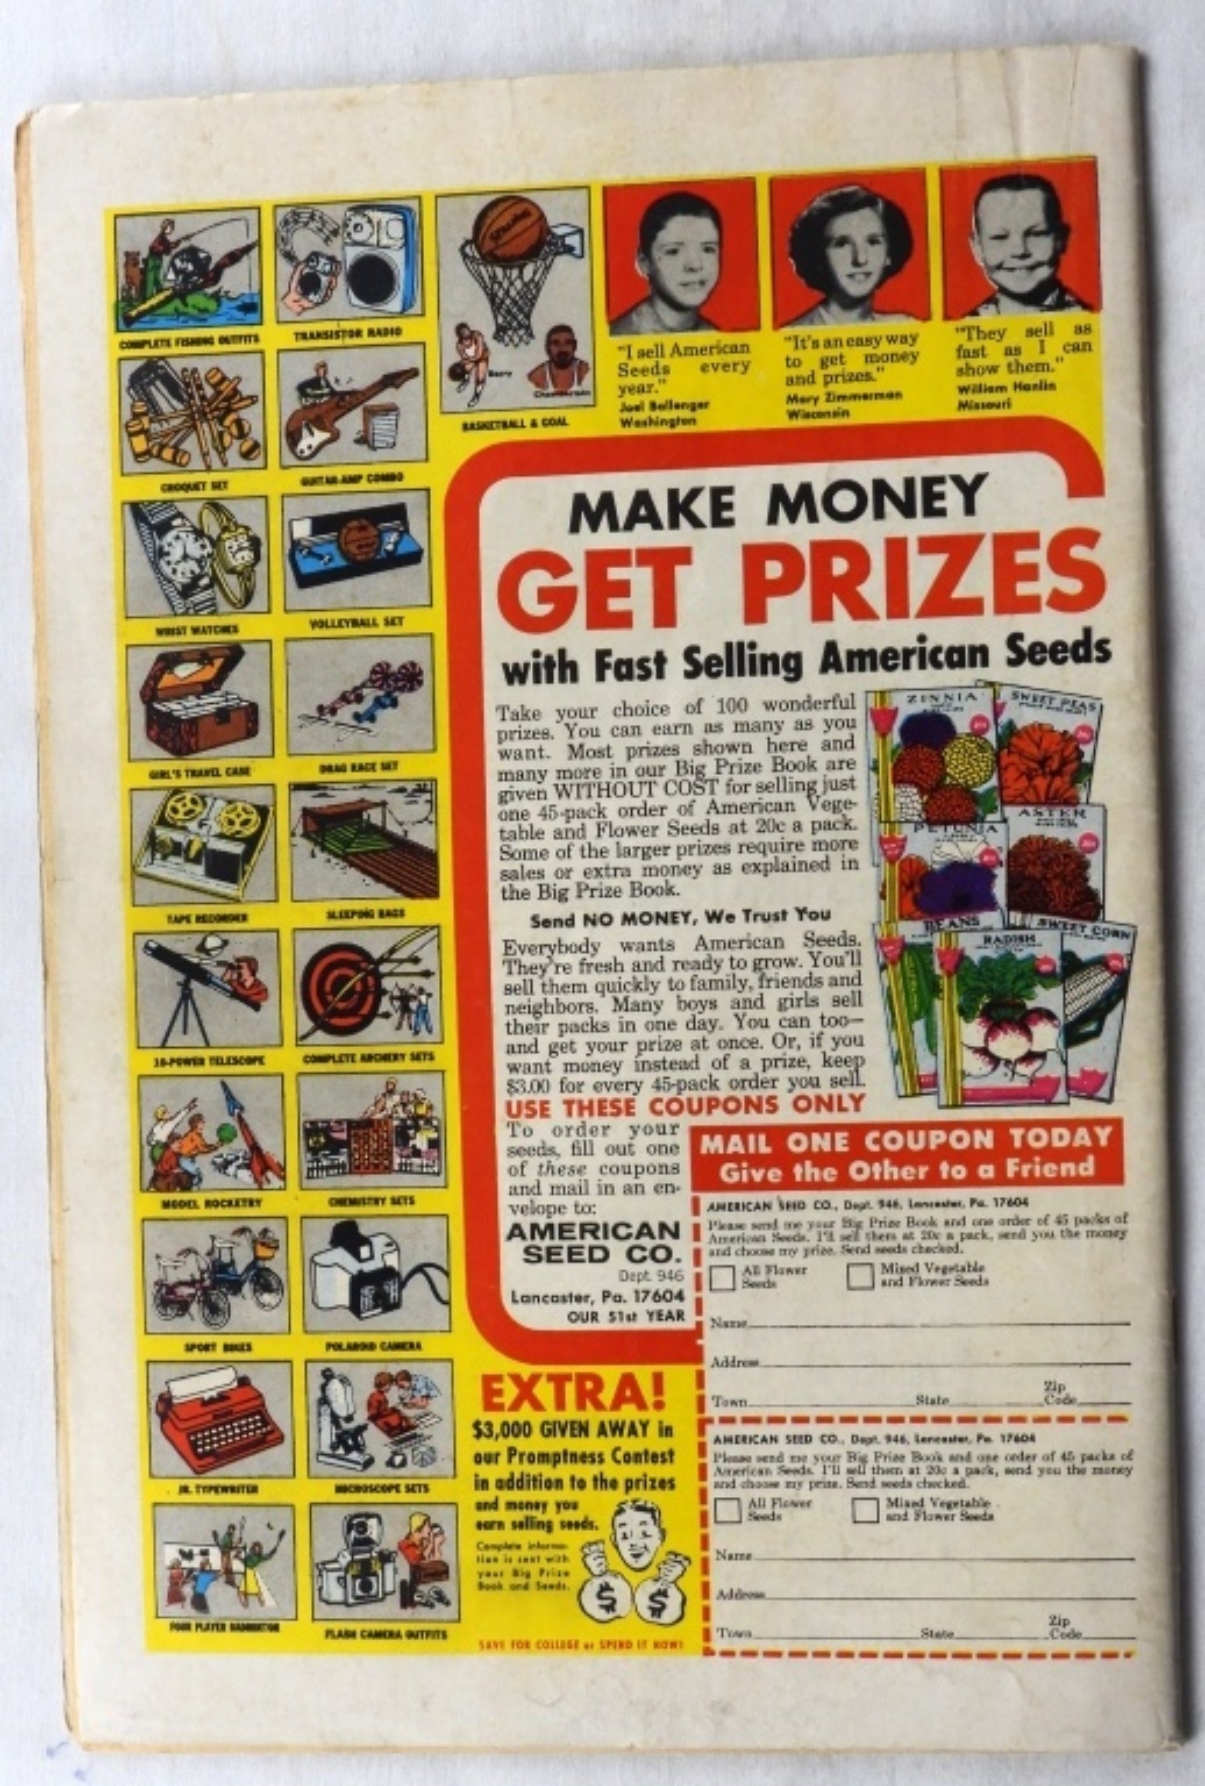 COMPLETE FISHING OUTFITS
TRANSISTOR RADIO
SPALDING
Barry
Chamberlain
BASKETBALL & GOAL
CROQUET SET
GUITAR-AMP COMBO
WRIST WATCHES
VOLLEYBALL SET
GIRL'S TRAVEL CASE
DRAG RACE SET
TAPE RECORDER
SLEEPING BAGS
30-POWER TELESCOPE
COMPLETE ARCHERY SETS
MODEL ROCKETRY
CHEMISTRY SETS
SPORT BIKES
POLAROID CAMERA
JR. TYPEWRITER
MICROSCOPE SETS
FOUR PLAYER BADMINTON
FLASH CAMERA OUTFITS
"I sell American
Seeds every
year."
Joel Ballenger
Washington
"It's an easy way
to get money
and prizes."
Mary Zimmerman
Wisconsin
"They sell as
fast as I can
show them."
William Hanlin
Missouri
MAKE MONEY
GET PRIZES
with Fast Selling American Seeds
Take your choice of 100 wonderful
prizes. You can earn as many as you
want. Most prizes shown here and
many more in our Big Prize Book are
given WITHOUT COST for selling just
one 45-pack order of American Vege-
table and Flower Seeds at 20c a pack.
Some of the larger prizes require more
sales or extra money as explained in
the Big Prize Book.
Send NO MONEY, We Trust You
Everybody wants American Seeds.
They're fresh and ready to grow. You'll
sell them quickly to family, friends and
neighbors. Many boys and girls sell
their packs in one day. You can too—
and get your prize at once. Or, if you
want money instead of a prize, keep
$3.00 for every 45-pack order you sell.
USE THESE COUPONS ONLY
To order your
seeds, fill out one
of these coupons
and mail in an en-
velope to:
AMERICAN
SEED CO.
Dept. 946
Lancaster, Pa. 17604
OUR 51st YEAR
ZINNIA
SWEET PEAS
PETUNIA
ASTER
BEANS
RADISH
SWEET CORN
MAIL ONE COUPON TODAY
Give the Other to a Friend
AMERICAN SEED CO., Dept. 946, Lancaster, Pa. 17604
Please send me your Big Prize Book and one order of 45 packs of
American Seeds. I'll sell them at 20c a pack, send you the money
and choose my prize. Send seeds checked.
All Flower
Seeds
Mixed Vegetable
and Flower Seeds
Name
Address
Town State Zip Code
AMERICAN SEED CO., Dept. 946, Lancaster, Pa. 17604
Please send me your Big Prize Book and one order of 45 packs of
American Seeds. I'll sell them at 20c a pack, send you the money
and choose my prize. Send seeds checked.
All Flower
Seeds
Mixed Vegetable
and Flower Seeds
Name
Address
Town State Zip Code
EXTRA!
$3,000 GIVEN AWAY in
our Promptness Contest
in addition to the prizes
and money you
earn selling seeds.
Complete informa-
tion is sent with
your Big Prize
Book and Seeds.
$ $
SAVE FOR COLLEGE or SPEND IT NOW!